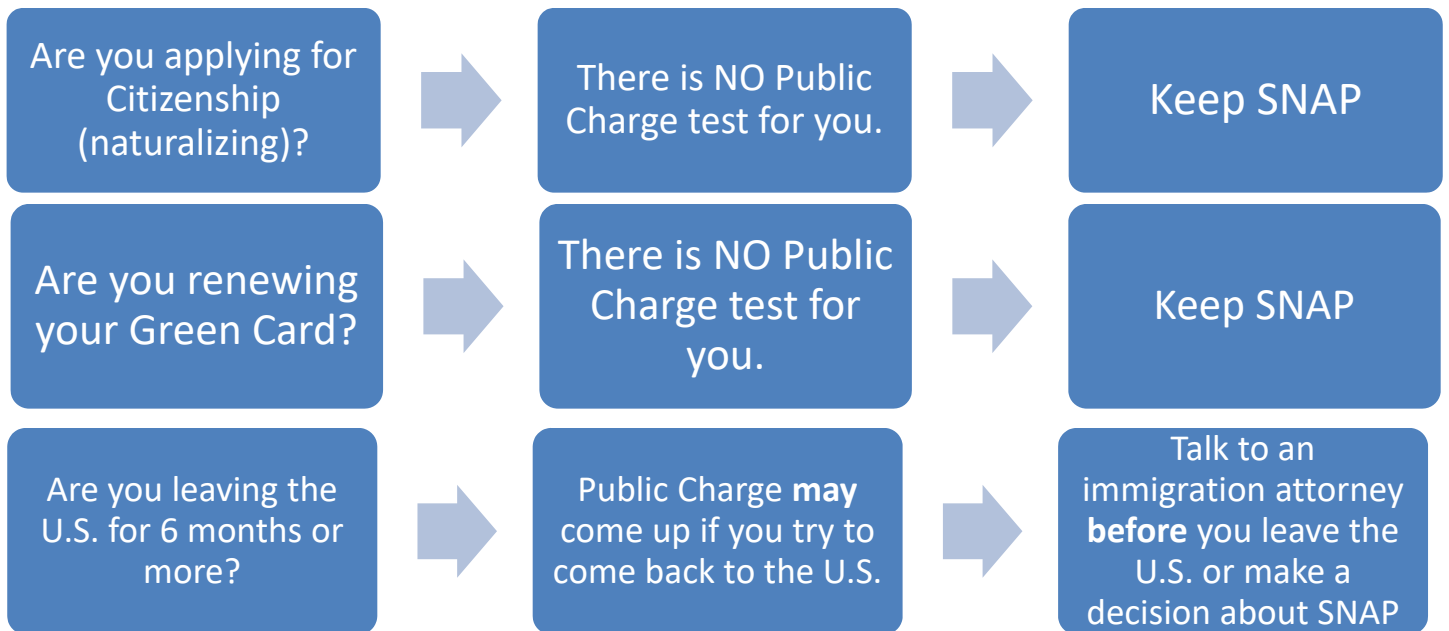 Are you applying for
Citizenship
(naturalizing)?
There is NO Public
Charge test for you.
Keep SNAP
Are you renewing
your Green Card?
There is NO Public
Charge test for
you.
Keep SNAP
Are you leaving the
U.S. for 6 months or
more?
Public Charge may
come up if you try to
come back to the U.S.
Talk to an
immigration attorney
before you leave the
U.S. or make a
decision about SNAP